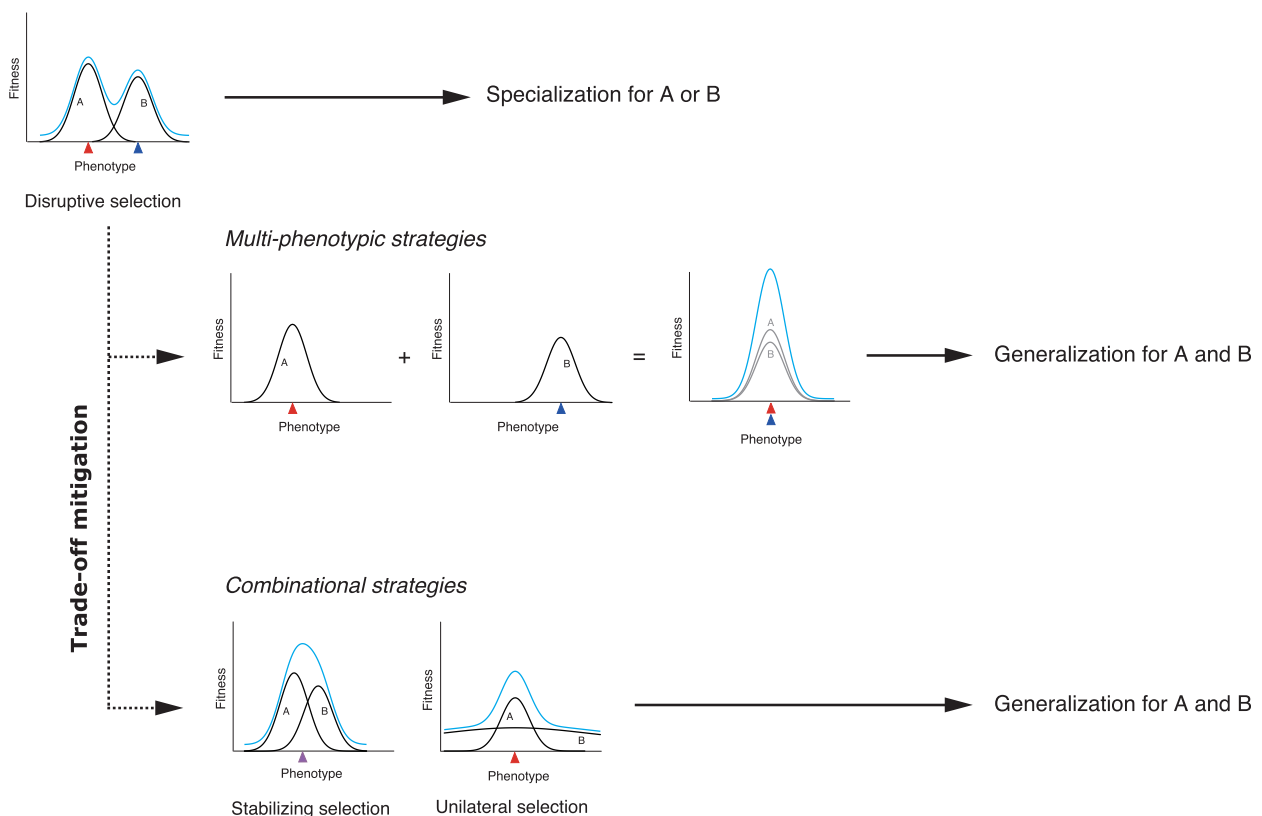 Fitness
A
B
Phenotype
Disruptive selection
Specialization for A or B
Trade-off mitigation
Multi-phenotypic strategies
Fitness
A
Phenotype
+
Fitness
B
Phenotype
=
Fitness
A
B
Phenotype
Generalization for A and B
Combinational strategies
Fitness
A
B
Phenotype
Stabilizing selection
Fitness
A
B
Phenotype
Unilateral selection
Generalization for A and B